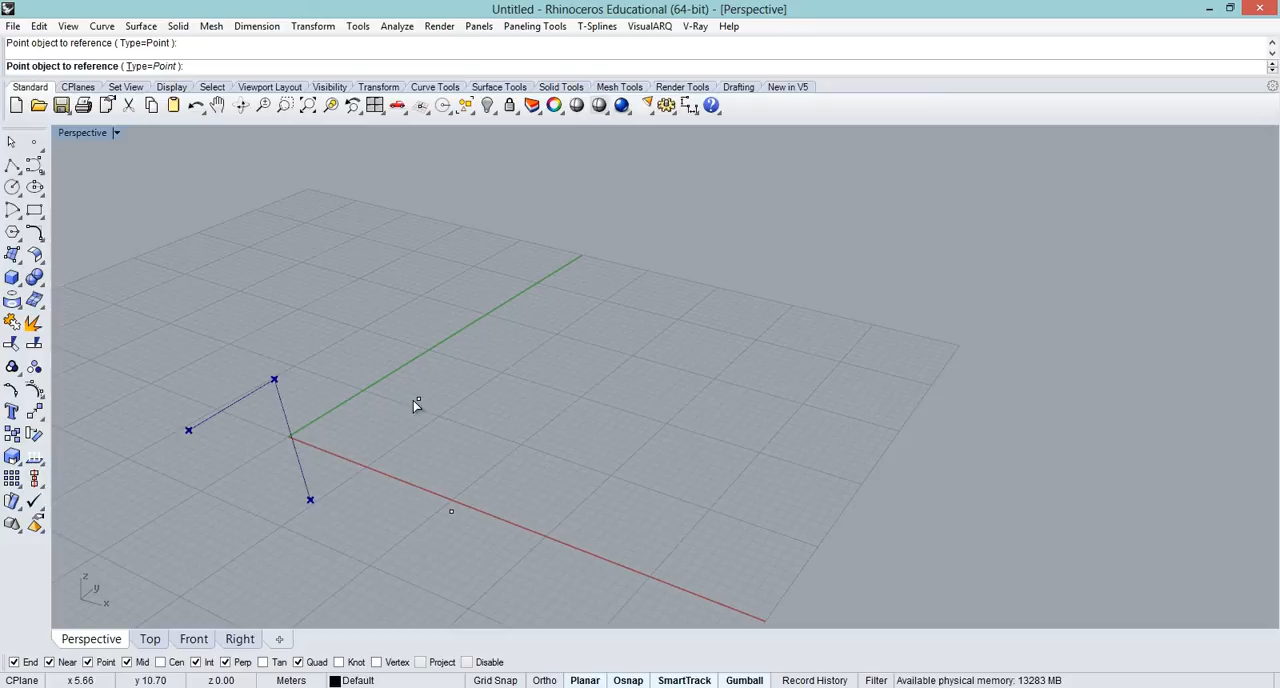 Untitled - Rhinoceros Educational (64-bit) - [Perspective]
File Edit View Curve Surface Solid Mesh Dimension Transform Tools Analyze Render Panels Paneling Tools T-Splines VisualARQ V-Ray Help
Point object to reference ( Type=Point ):
Point object to reference ( Type=Point ):
Standard CPlanes Set View Display Select Viewport Layout Visibility Transform Curve Tools Surface Tools Solid Tools Mesh Tools Render Tools Drafting New in V5
Perspective
z
y
x
Perspective Top Front Right
End Near Point Mid Cen Int Perp Tan Quad Knot Vertex Project Disable
CPlane x 5.66 y 10.70 z 0.00 Meters Default Grid Snap Ortho Planar Osnap SmartTrack Gumball Record History Filter Available physical memory: 13283 MB